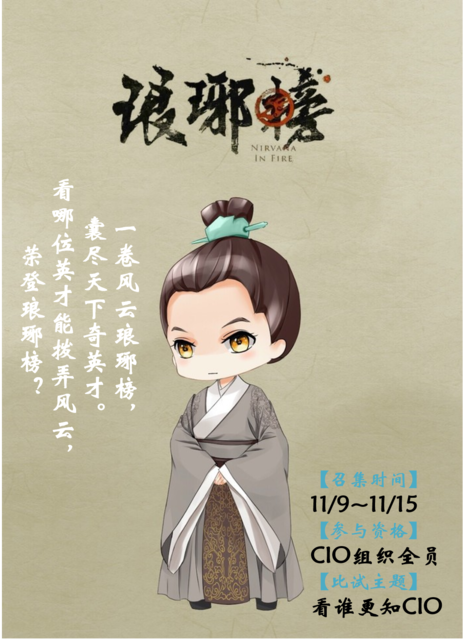 琅琊榜
NIRVANA
IN FIRE
一卷风云琅琊榜，
囊尽天下奇英才。
看哪位英才能拨弄风云，
荣登琅琊榜？
【召集时间】
11/9~11/15
【参与资格】
CIO组织全员
【比试主题】
看谁更知CIO